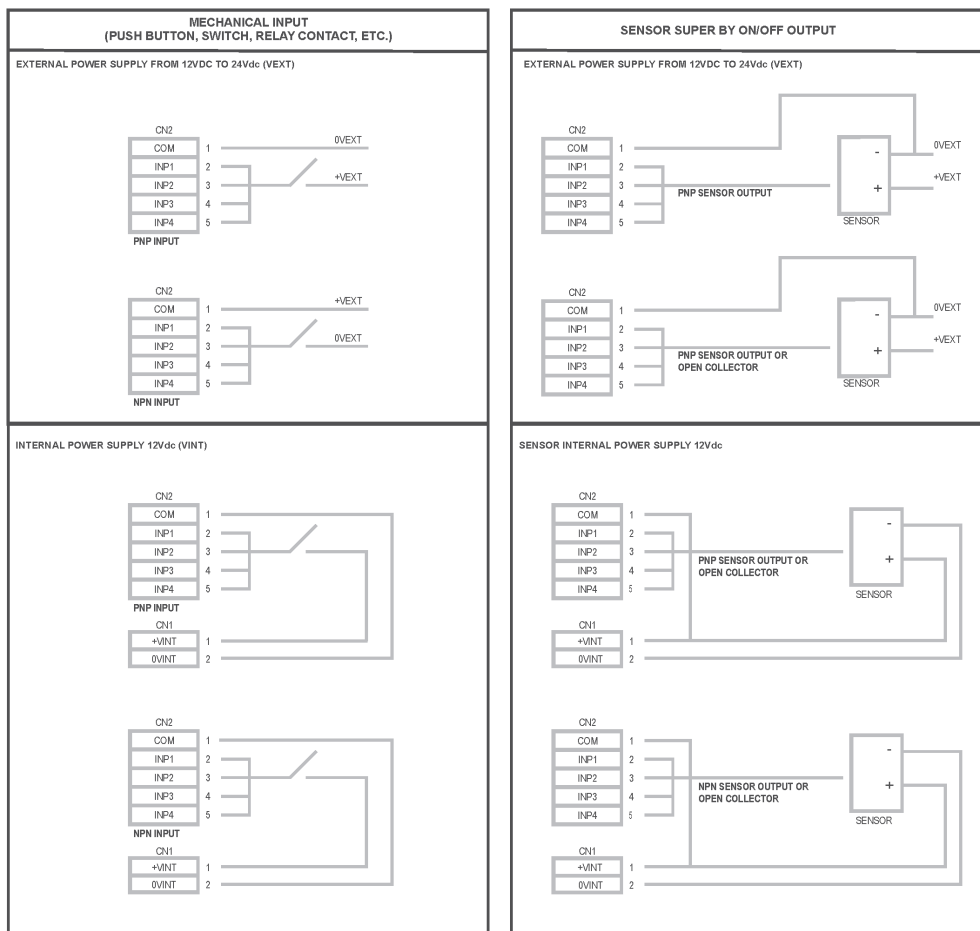 MECHANICAL INPUT
(PUSH BUTTON, SWITCH, RELAY CONTACT, ETC.)
EXTERNAL POWER SUPPLY FROM 12VDC TO 24Vdc (VEXT)
CN2
COM 1 0VEXT
INP1 2
INP2 3 +VEXT
INP3 4
INP4 5
PNP INPUT
CN2
COM 1 +VEXT
INP1 2
INP2 3 0VEXT
INP3 4
INP4 5
NPN INPUT
INTERNAL POWER SUPPLY 12Vdc (VINT)
CN2
COM 1
INP1 2
INP2 3
INP3 4
INP4 5
PNP INPUT
CN1
+VINT 1
0VINT 2
CN2
COM 1
INP1 2
INP2 3
INP3 4
INP4 5
NPN INPUT
CN1
+VINT 1
0VINT 2
SENSOR SUPER BY ON/OFF OUTPUT
EXTERNAL POWER SUPPLY FROM 12VDC TO 24Vdc (VEXT)
CN2
COM 1 - 0VEXT
INP1 2
INP2 3 PNP SENSOR OUTPUT + +VEXT
INP3 4
INP4 5 SENSOR
CN2
COM 1 - 0VEXT
INP1 2
INP2 3 PNP SENSOR OUTPUT OR + +VEXT
INP3 4 OPEN COLLECTOR
INP4 5 SENSOR
SENSOR INTERNAL POWER SUPPLY 12Vdc
CN2
COM 1 -
INP1 2
INP2 3 PNP SENSOR OUTPUT OR +
INP3 4 OPEN COLLECTOR
INP4 5 SENSOR
CN1
+VINT 1
0VINT 2
CN2
COM 1 -
INP1 2
INP2 3 NPN SENSOR OUTPUT OR +
INP3 4 OPEN COLLECTOR
INP4 5 SENSOR
CN1
+VINT 1
0VINT 2